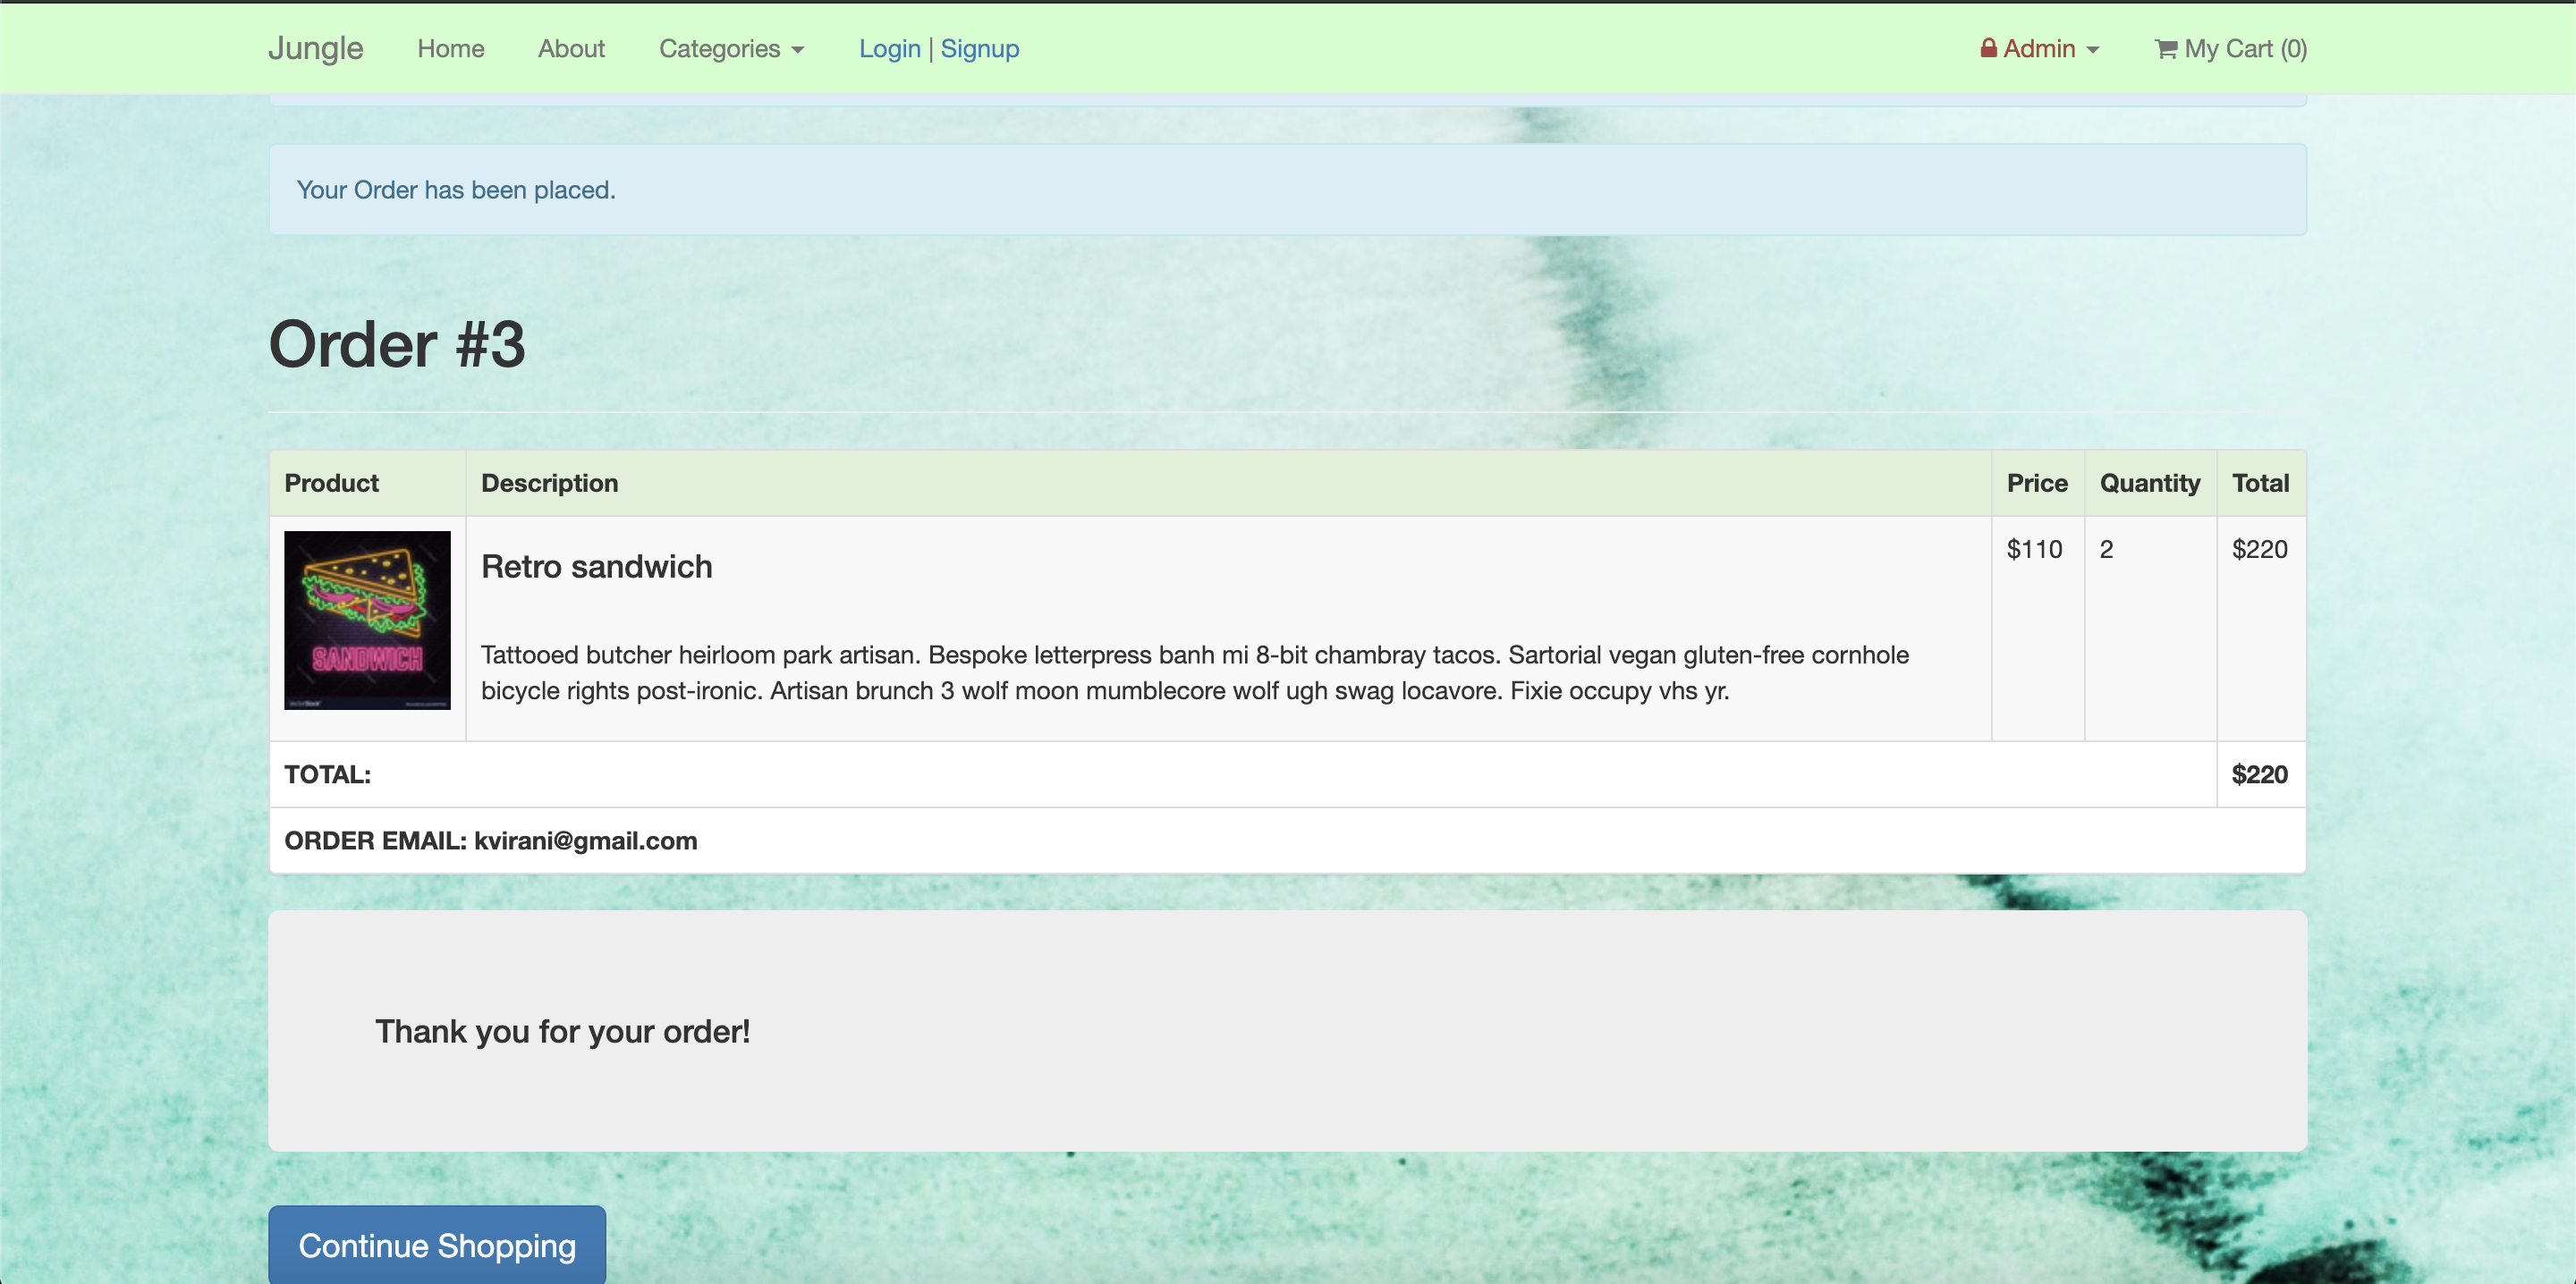 Jungle Home About Categories Login | Signup Admin My Cart (0)
Your Order has been placed.
Order #3
Product Description Price Quantity Total
SANDWICH
Retro sandwich
$110 2 $220
Tattooed butcher heirloom park artisan. Bespoke letterpress banh mi 8-bit chambray tacos. Sartorial vegan gluten-free cornhole
bicycle rights post-ironic. Artisan brunch 3 wolf moon mumblecore wolf ugh swag locavore. Fixie occupy vhs yr.
TOTAL: $220
ORDER EMAIL: kvirani@gmail.com
Thank you for your order!
Continue Shopping